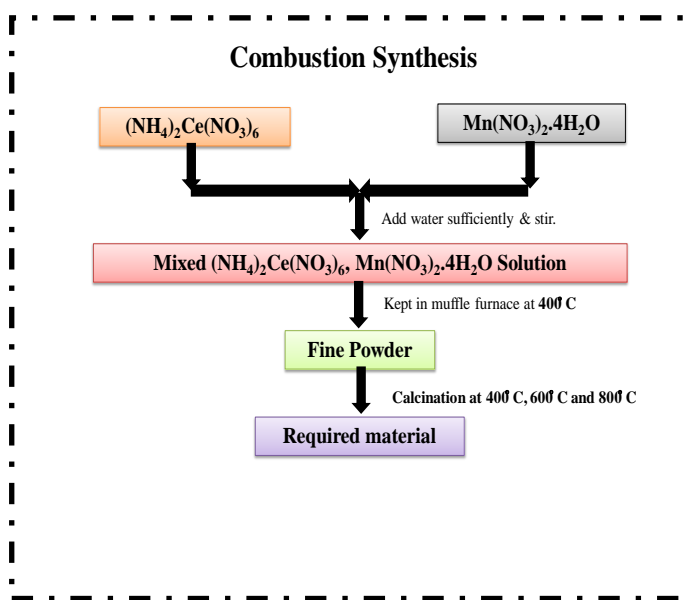 Combustion Synthesis
(NH₄)₂Ce(NO₃)₆
Mn(NO₃)₂.4H₂O
Add water sufficiently & stir.
Mixed (NH₄)₂Ce(NO₃)₆, Mn(NO₃)₂.4H₂O Solution
Kept in muffle furnace at 400°C
Fine Powder
Calcination at 400°C, 600°C and 800°C
Required material